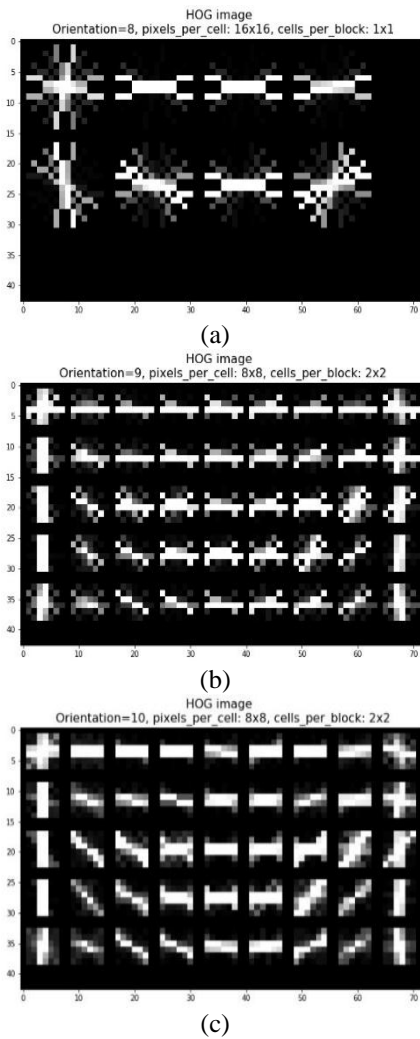 HOG image
Orientation=8, pixels_per_cell: 16x16, cells_per_block: 1x1
0
5
10
15
20
25
30
35
40
0 10 20 30 40 50 60 70
(a)
HOG image
Orientation=9, pixels_per_cell: 8x8, cells_per_block: 2x2
0
5
10
15
20
25
30
35
40
0 10 20 30 40 50 60 70
(b)
HOG image
Orientation=10, pixels_per_cell: 8x8, cells_per_block: 2x2
0
5
10
15
20
25
30
35
40
0 10 20 30 40 50 60 70
(c)